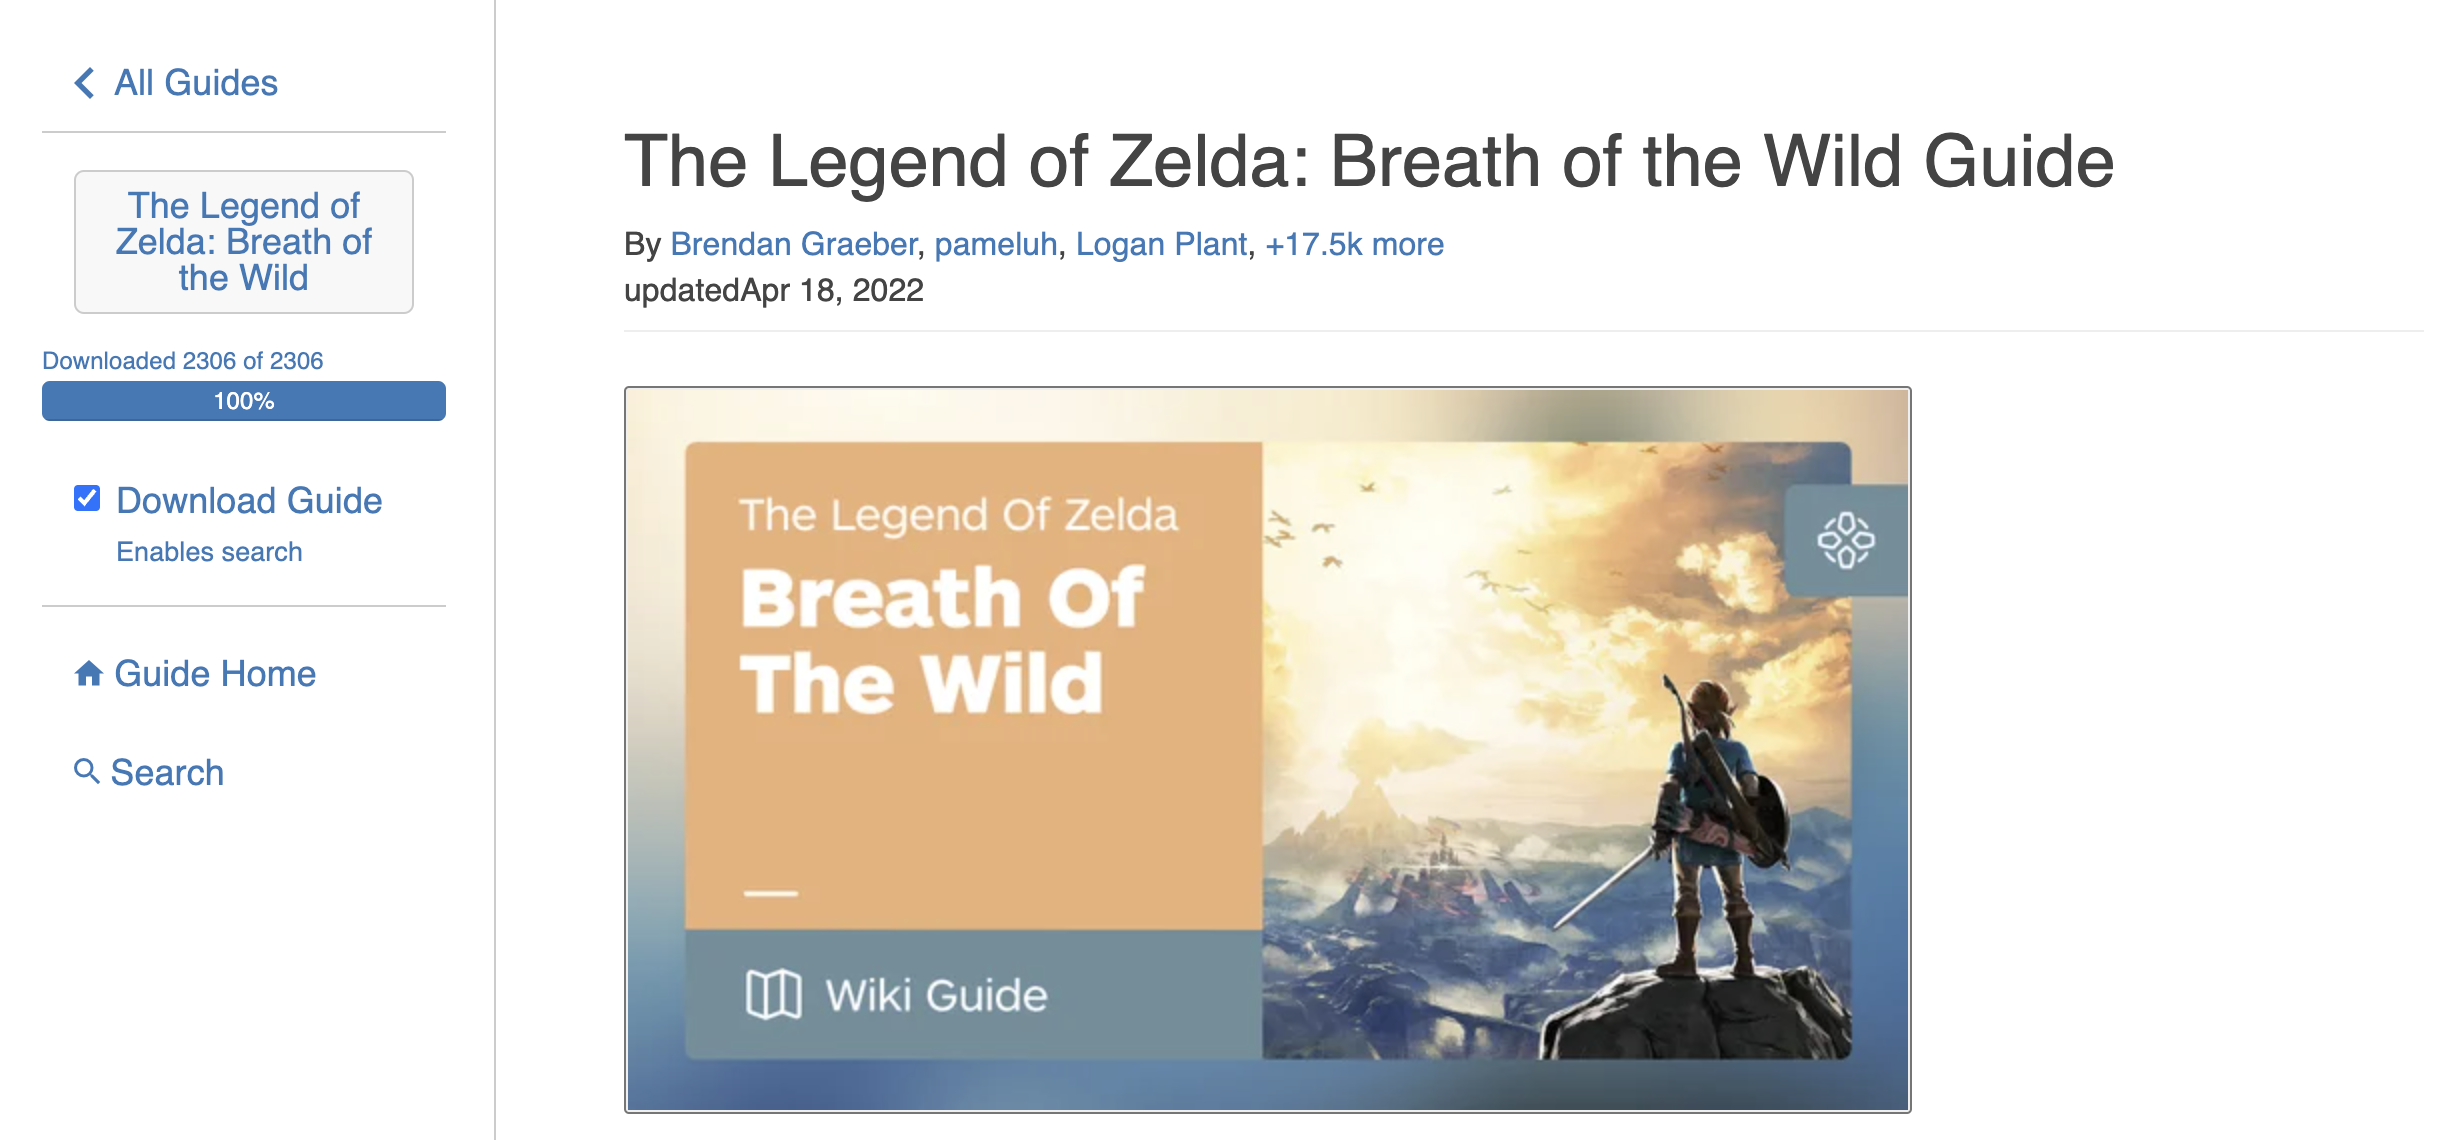 All Guides
The Legend of
Zelda: Breath of
the Wild
Downloaded 2306 of 2306
100%
Download Guide
Enables search
Guide Home
Search
The Legend of Zelda: Breath of the Wild Guide
By Brendan Graeber, pameluh, Logan Plant, +17.5k more
updatedApr 18, 2022
The Legend Of Zelda
Breath Of
The Wild
Wiki Guide